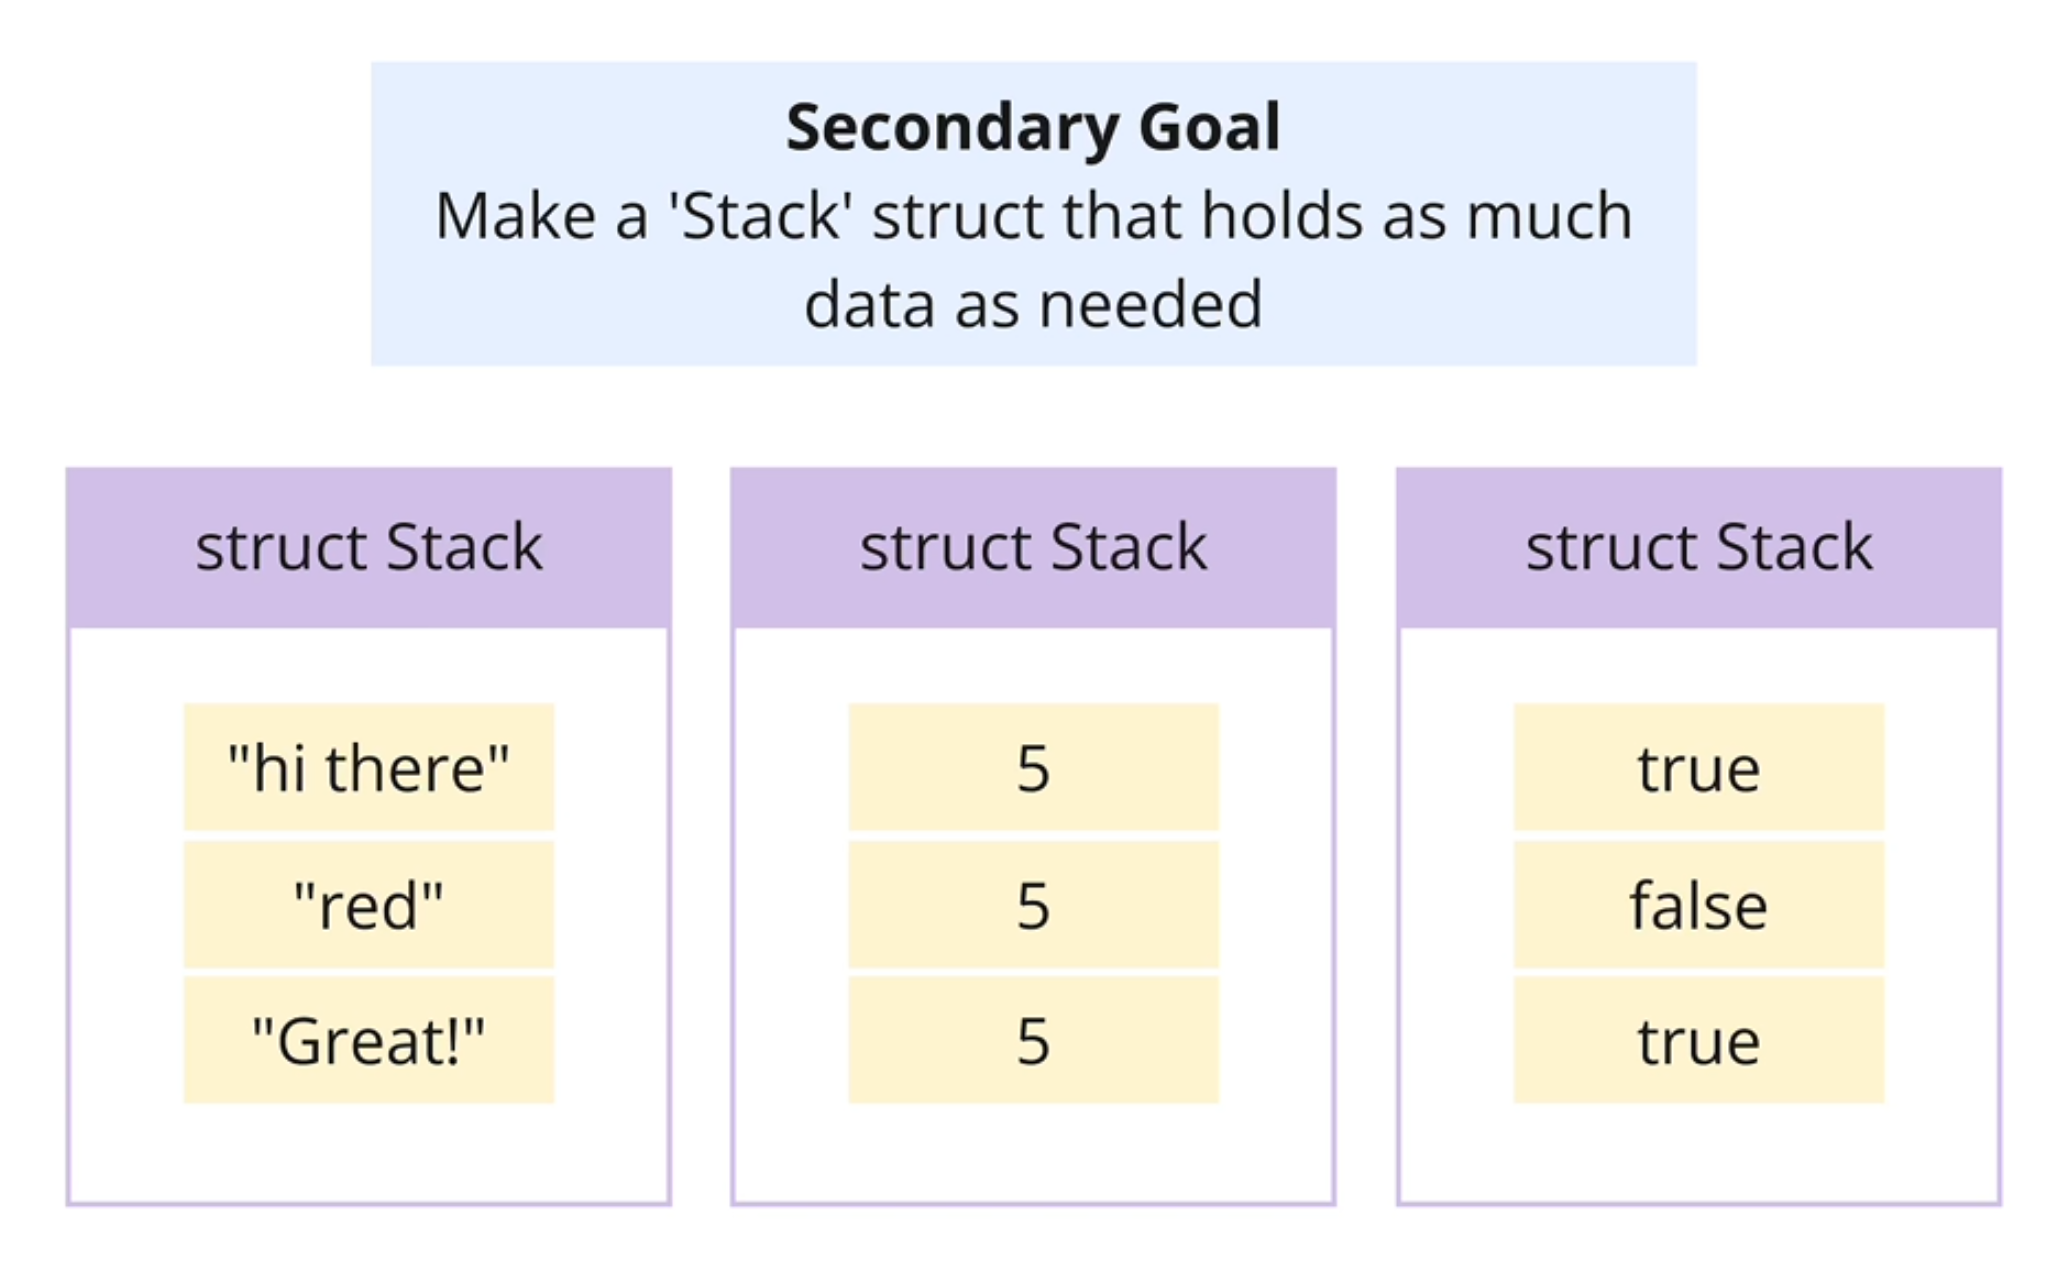 Secondary Goal
Make a 'Stack' struct that holds as much
data as needed
struct Stack
"hi there"
"red"
"Great!"
struct Stack
5
5
5
struct Stack
true
false
true